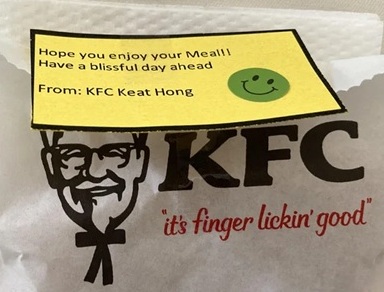 Hope you enjoy your Meal!!
Have a blissful day ahead
From: KFC Keat Hong
KFC
"it's finger lickin' good"